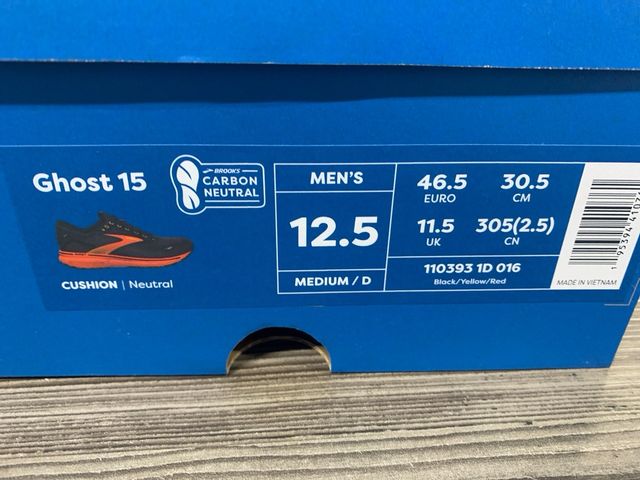 Ghost 15
BROOKS
CARBON
NEUTRAL
CUSHION | Neutral
MEN'S
12.5
MEDIUM / D
46.5
EURO
30.5
CM
11.5
UK
305(2.5)
CN
110393 1D 016
Black/Yellow/Red
MADE IN VIETNAM